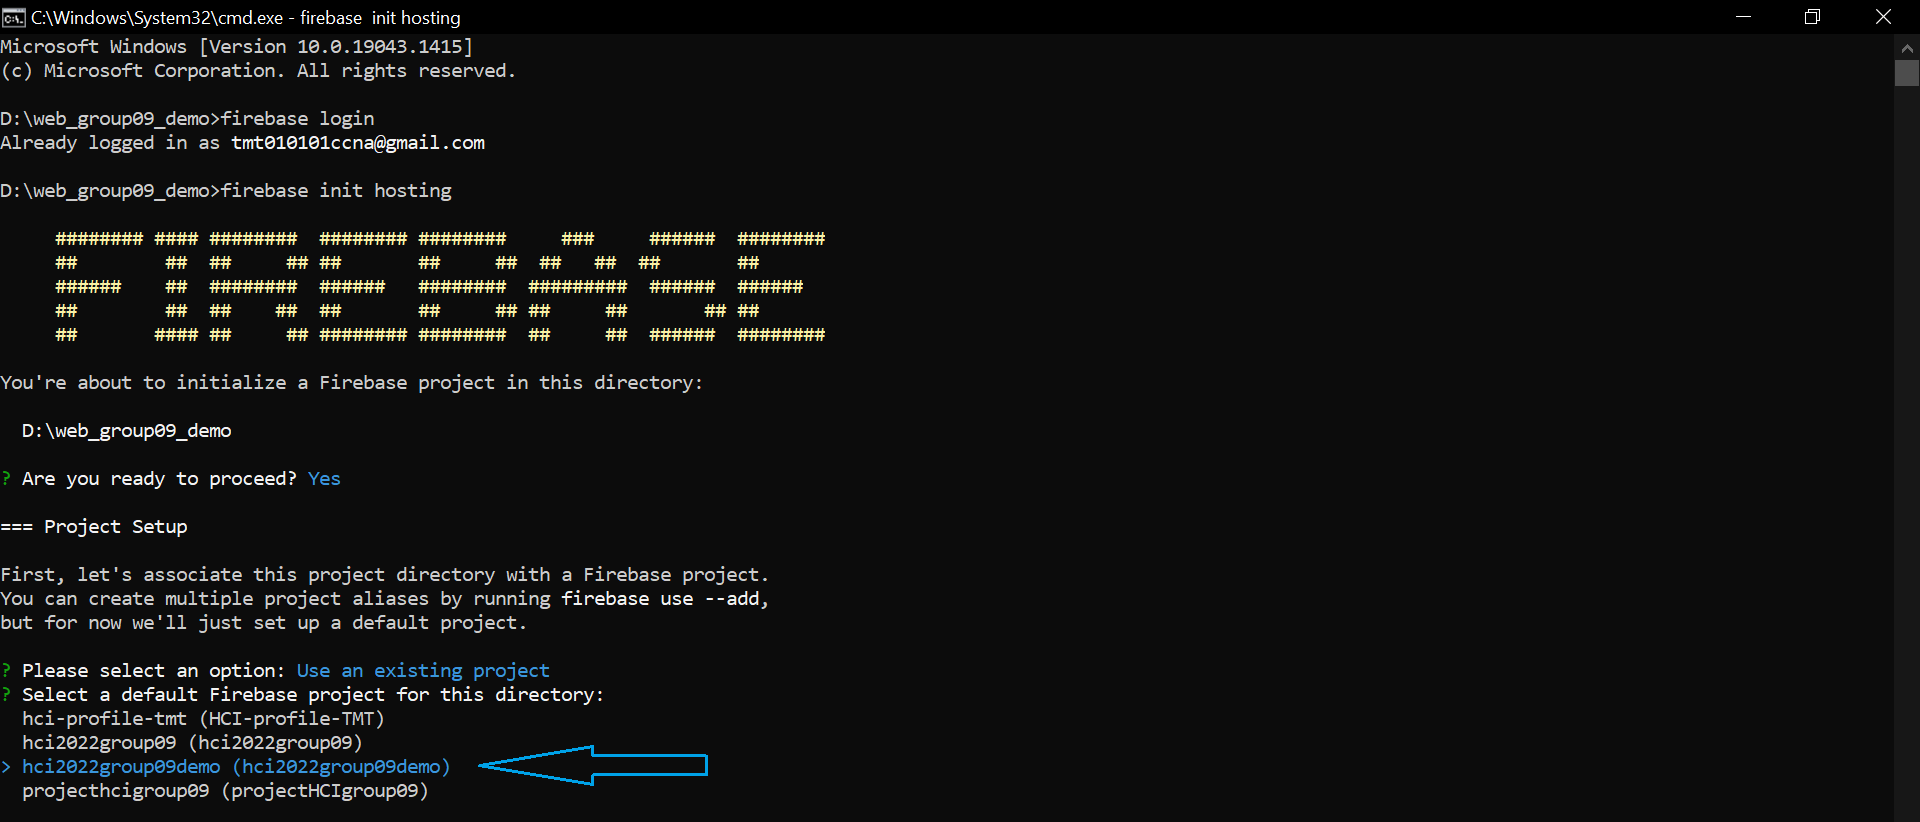 C:\Windows\System32\cmd.exe - firebase  init hosting
Microsoft Windows [Version 10.0.19043.1415]
(c) Microsoft Corporation. All rights reserved.

D:\web_group09_demo>firebase login
Already logged in as tmt010101ccna@gmail.com

D:\web_group09_demo>firebase init hosting

     ######## #### ########  ######## ########     ###     ######  ########
     ##        ##  ##     ## ##       ##     ##  ##   ##  ##       ##
     ######    ##  ########  ######   ########  #########  ######  ######
     ##        ##  ##    ##  ##       ##     ## ##     ##       ## ##
     ##       #### ##     ## ######## ########  ##     ##  ######  ########

You're about to initialize a Firebase project in this directory:

  D:\web_group09_demo

? Are you ready to proceed? Yes

=== Project Setup

First, let's associate this project directory with a Firebase project.
You can create multiple project aliases by running firebase use --add,
but for now we'll just set up a default project.

? Please select an option: Use an existing project
? Select a default Firebase project for this directory:
  hci-profile-tmt (HCI-profile-TMT)
  hci2022group09 (hci2022group09)
> hci2022group09demo (hci2022group09demo)
  projecthcigroup09 (projectHCIgroup09)